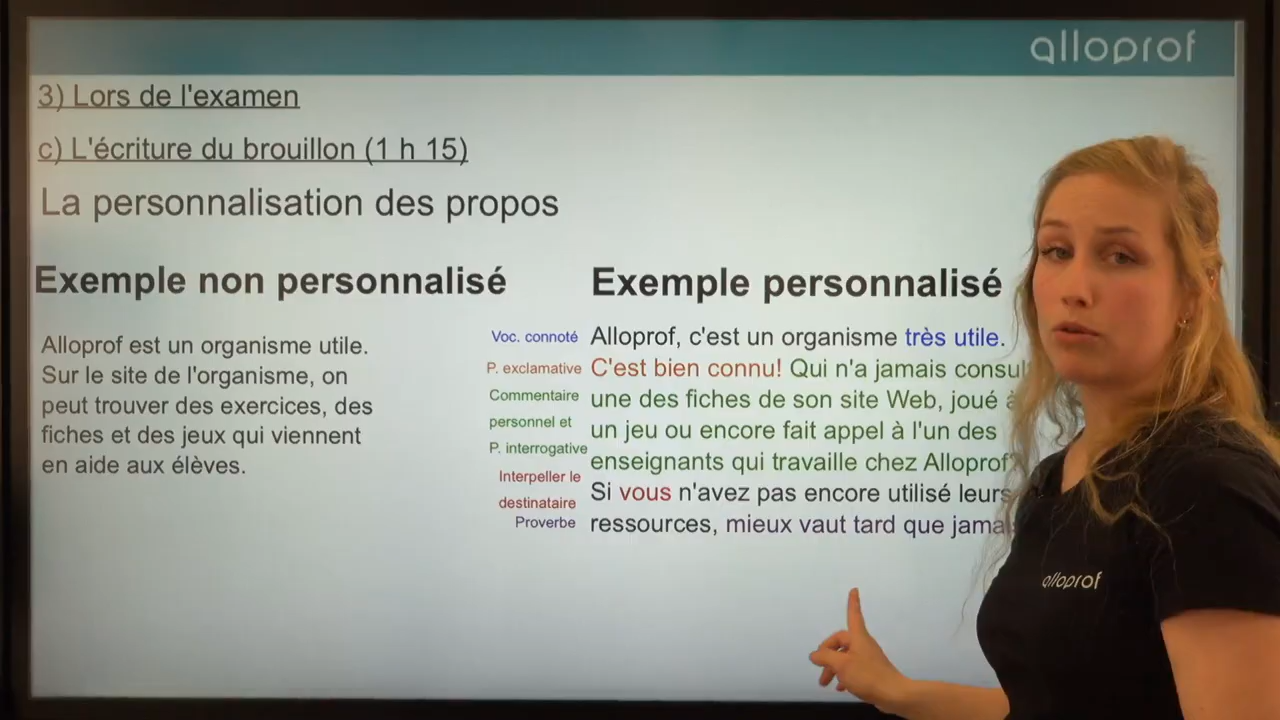 alloprof
3) Lors de l'examen
c) L'écriture du brouillon (1 h 15)
La personnalisation des propos
Exemple non personnalisé
Alloprof est un organisme utile.
Sur le site de l'organisme, on
peut trouver des exercices, des
fiches et des jeux qui viennent
en aide aux élèves.
Exemple personnalisé
Voc. connoté
P. exclamative
Commentaire
personnel et
P. interrogative
Interpeller le
destinataire
Proverbe
Alloprof, c'est un organisme très utile.
C'est bien connu! Qui n'a jamais
une des fiches de son site Web, joué
un jeu ou encore fait appel à l'un des
enseignants qui travaille chez Alloprof
Si vous n'avez pas encore utilisé leurs
ressources, mieux vaut tard que
alloprof